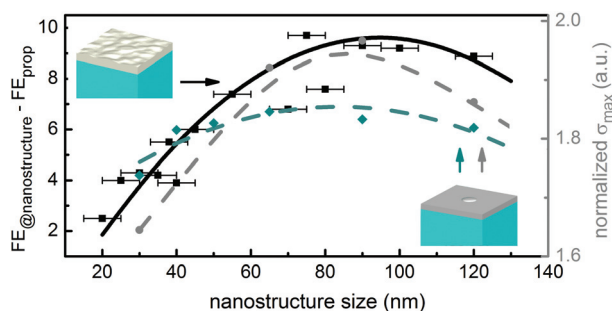 10
8
6
4
2
FE@nanostructure - FEprop
20 40 60 80 100 120 140
nanostructure size (nm)
2.0
1.8
1.6
normalized σmax (a.u.)